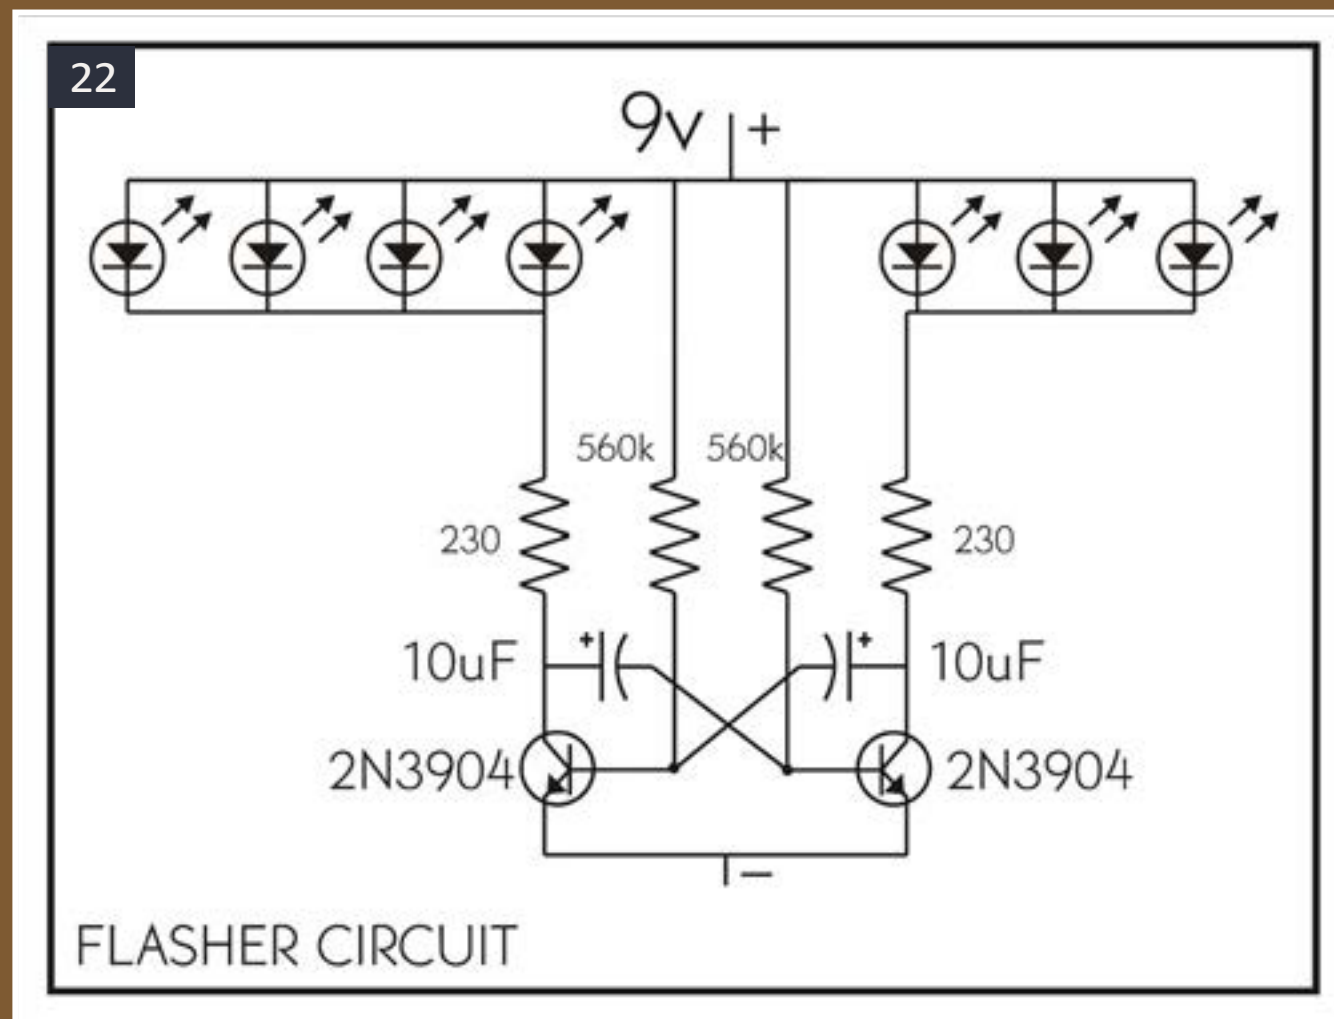 22
9v +
560k 560k
230 230
+ +
10uF 10uF
2N3904 2N3904
−
FLASHER CIRCUIT